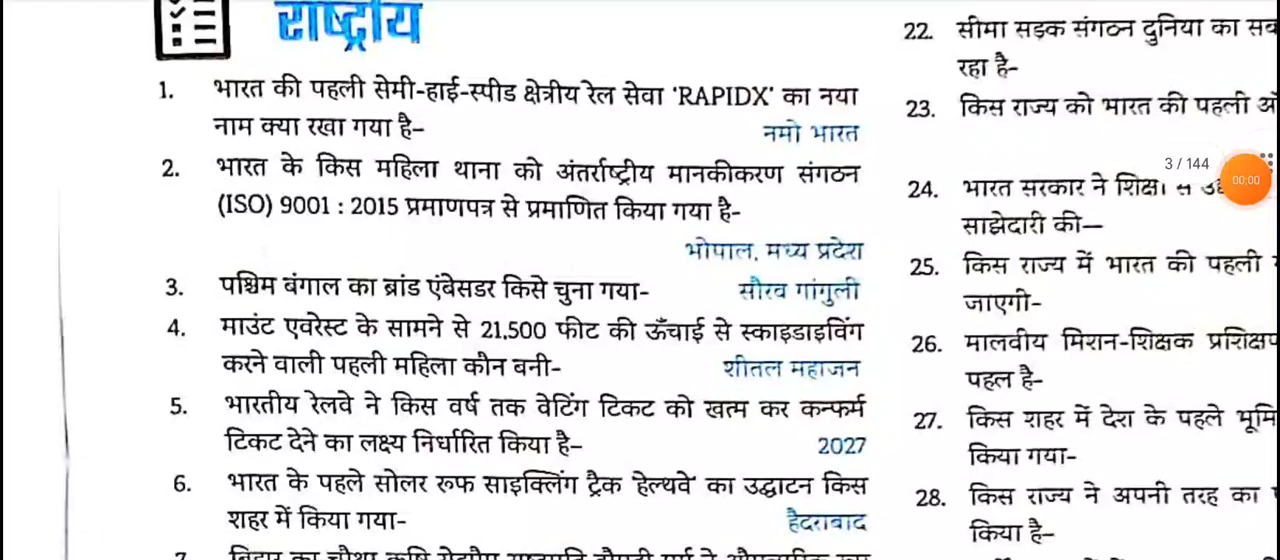 राष्ट्रीय
1. भारत की पहली सेमी-हाई-स्पीड क्षेत्रीय रेल सेवा 'RAPIDX' का नया
नाम क्या रखा गया है– नमो भारत
2. भारत के किस महिला थाना को अंतर्राष्ट्रीय मानकीकरण संगठन
(ISO) 9001 : 2015 प्रमाणपत्र से प्रमाणित किया गया है-
भोपाल, मध्य प्रदेश
3. पश्चिम बंगाल का ब्रांड एंबेसडर किसे चुना गया- सौरव गांगुली
4. माउंट एवरेस्ट के सामने से 21,500 फीट की ऊँचाई से स्काइडाइविंग
करने वाली पहली महिला कौन बनी- शीतल महाजन
5. भारतीय रेलवे ने किस वर्ष तक वेटिंग टिकट को खत्म कर कन्फर्म
टिकट देने का लक्ष्य निर्धारित किया है– 2027
6. भारत के पहले सोलर रूफ साइक्लिंग ट्रैक 'हेल्थवे' का उद्घाटन किस
शहर में किया गया- हैदराबाद
22. सीमा सड़क संगठन दुनिया का
रहा है-
23. किस राज्य को भारत की पहली
3 / 144
00:00
24. भारत सरकार ने शिक्षा
साझेदारी की—
25. किस राज्य में भारत की पहली
जाएगी-
26. मालवीय मिशन-शिक्षक
पहल है-
27. किस शहर में देश के पहले
किया गया-
28. किस राज्य ने अपनी तरह का
किया है-